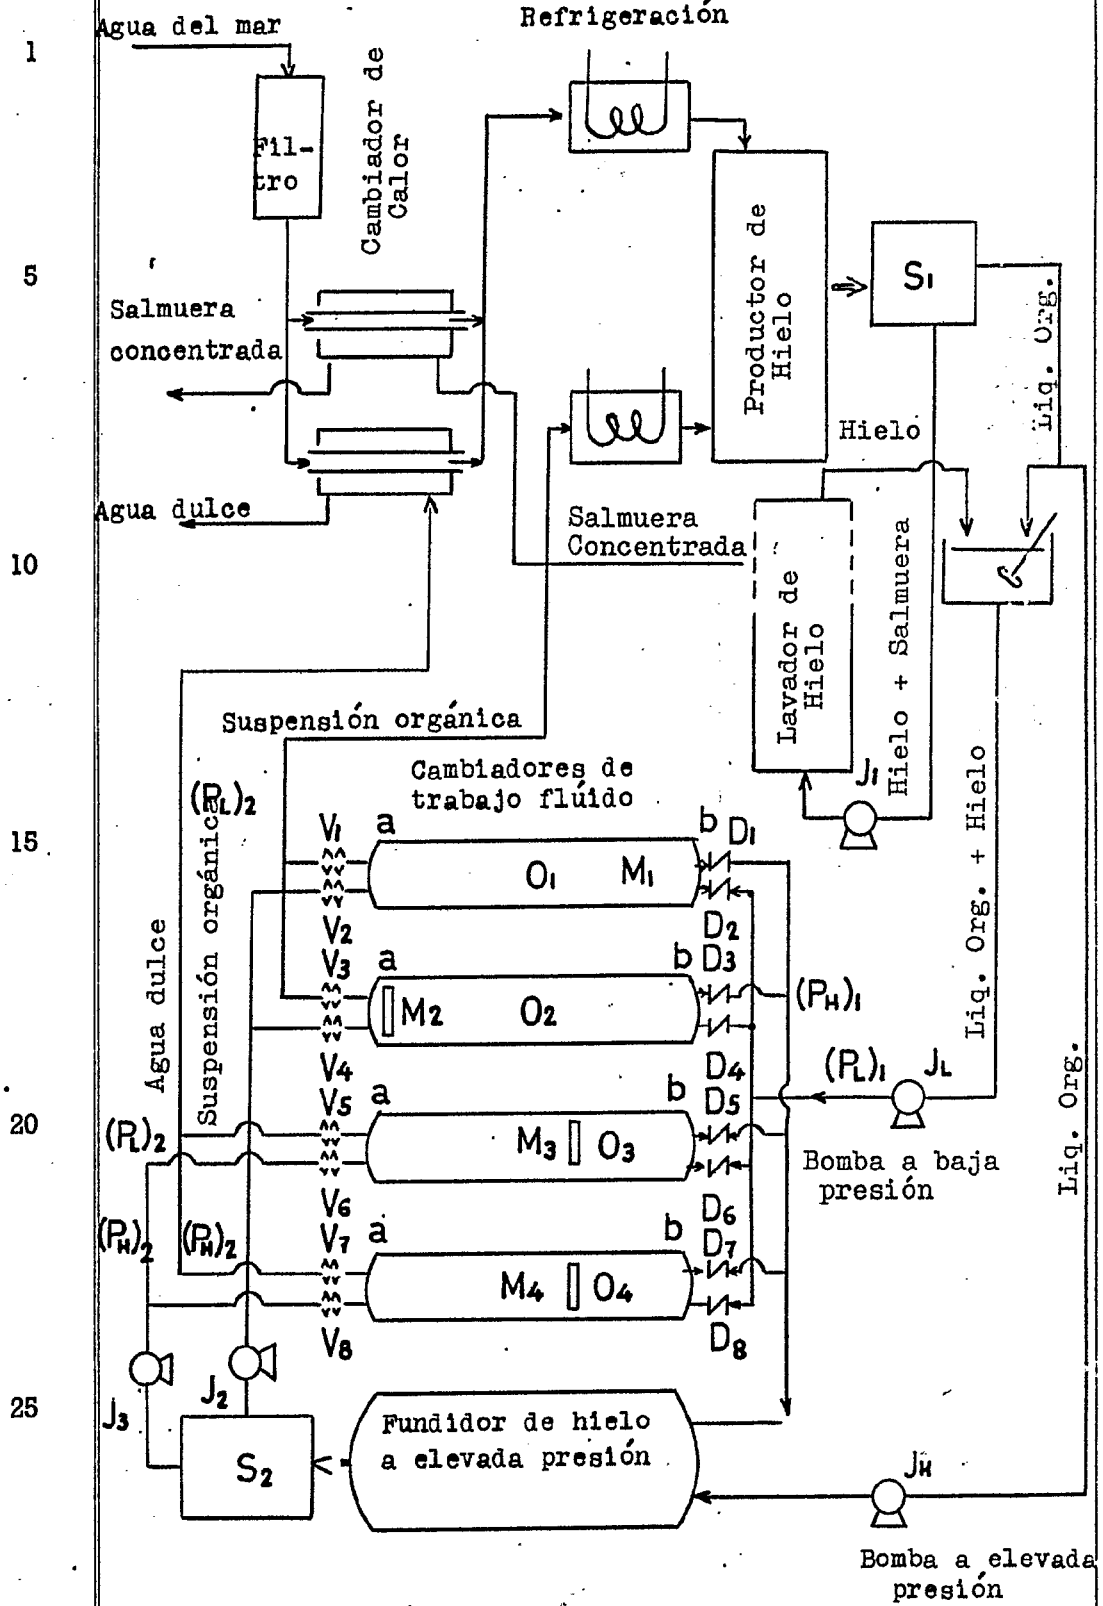 Refrigeración
Agua del mar
1
Cambiador de
Calor
Fil-
tro
Productor de
Hielo
S1
5
Liq. Org.
Salmuera
concentrada
Hielo
Agua dulce
Salmuera
Concentrada
10
Lavador de
Hielo
Hielo + Salmuera
Suspensión orgánica
Cambiadores de
trabajo flúido
J1
Liq. Org. + Hielo
(PL)2
15
V1
a
b
D1
O1
M1
V2
D2
Agua dulce
Suspensión orgánica
V3
a
b
D3
M2
O2
(PH)1
V4
D4
(PL)1
JL
V5
a
b
D5
20
(PL)2
M3
O3
Bomba a baja
presión
Liq. Org.
V6
D6
(PH)2
(PH)2
V7
a
b
D7
M4
O4
V8
D8
25
J3
J2
Fundidor de hielo
a elevada presión
S2
JH
Bomba a elevada
presión